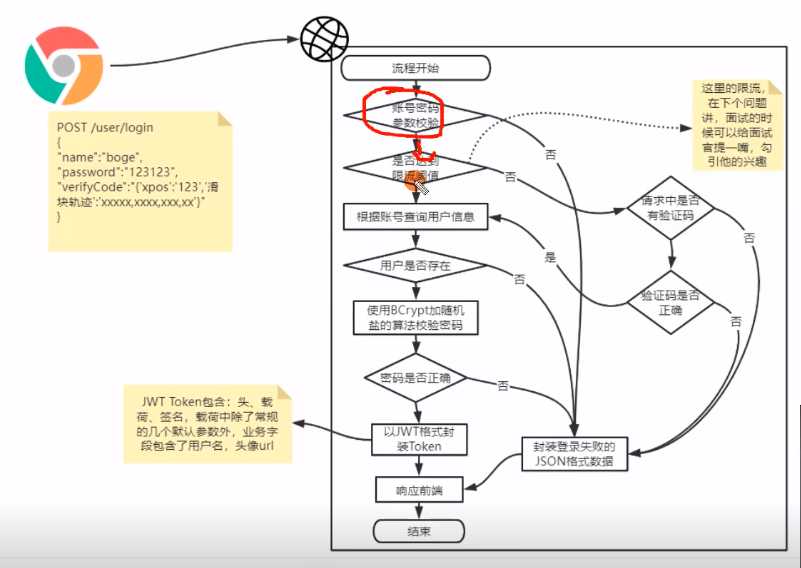 流程开始
账号密码
参数校验
这里的限流，
在下个问题
讲，面试的时
候可以给面试
官提一嘴，勾
引他的兴趣
POST /user/login
{
"name":"boge",
"password":"123123",
"verifyCode":"{'xpos':'123','滑
块轨迹':'xxxxx,xxxx,xxx,xx'}"
}
否
是否达到
限流阈值
否
请求中是否
有验证码
根据账号查询用户信息
否
是
用户是否存在
否
验证码是否
正确
否
使用BCrypt加随机
盐的算法校验密码
密码是否正确
否
JWT Token包含：头、载
荷、签名，载荷中除了常规
的几个默认参数外，业务字
段包含了用户名，头像url
以JWT格式封
装Token
封装登录失败的
JSON格式数据
响应前端
结束